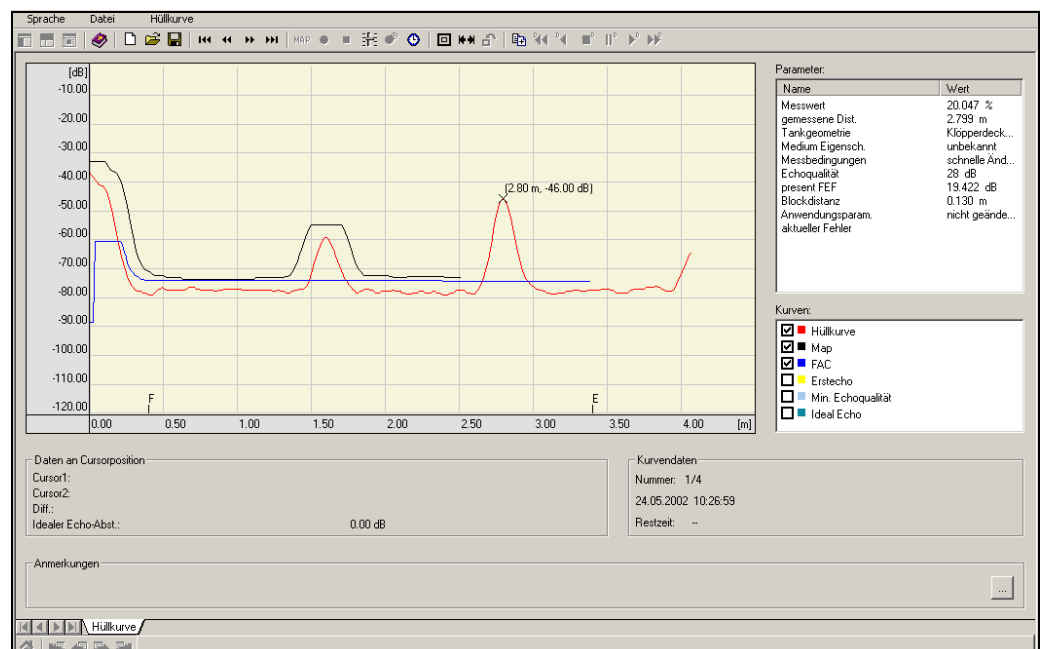 Sprache Datei Hüllkurve
MAP
[dB]
-10.00
-20.00
-30.00
-40.00
-50.00
-60.00
-70.00
-80.00
-90.00
-100.00
-110.00
-120.00
(2.80 m, -46.00 dB)
F
E
0.00 0.50 1.00 1.50 2.00 2.50 3.00 3.50 4.00 [m]
Parameter:
Name Wert
Messwert 20.047 %
gemessene Dist. 2.799 m
Tankgeometrie Klöpperdeck...
Medium Eigensch. unbekannt
Messbedingungen schnelle Änd...
Echoqualität 28 dB
present FEF 19.422 dB
Blockdistanz 0.130 m
Anwendungsparam. nicht geände...
aktueller Fehler
Kurven:
Hüllkurve
Map
FAC
Erstecho
Min. Echoqualität
Ideal Echo
Daten an Cursorposition
Cursor1:
Cursor2:
Diff.:
Idealer Echo-Abst.: 0.00 dB
Kurvendaten
Nummer: 1/4
24.05.2002 10:26:59
Restzeit: --
Anmerkungen
...
Hüllkurve